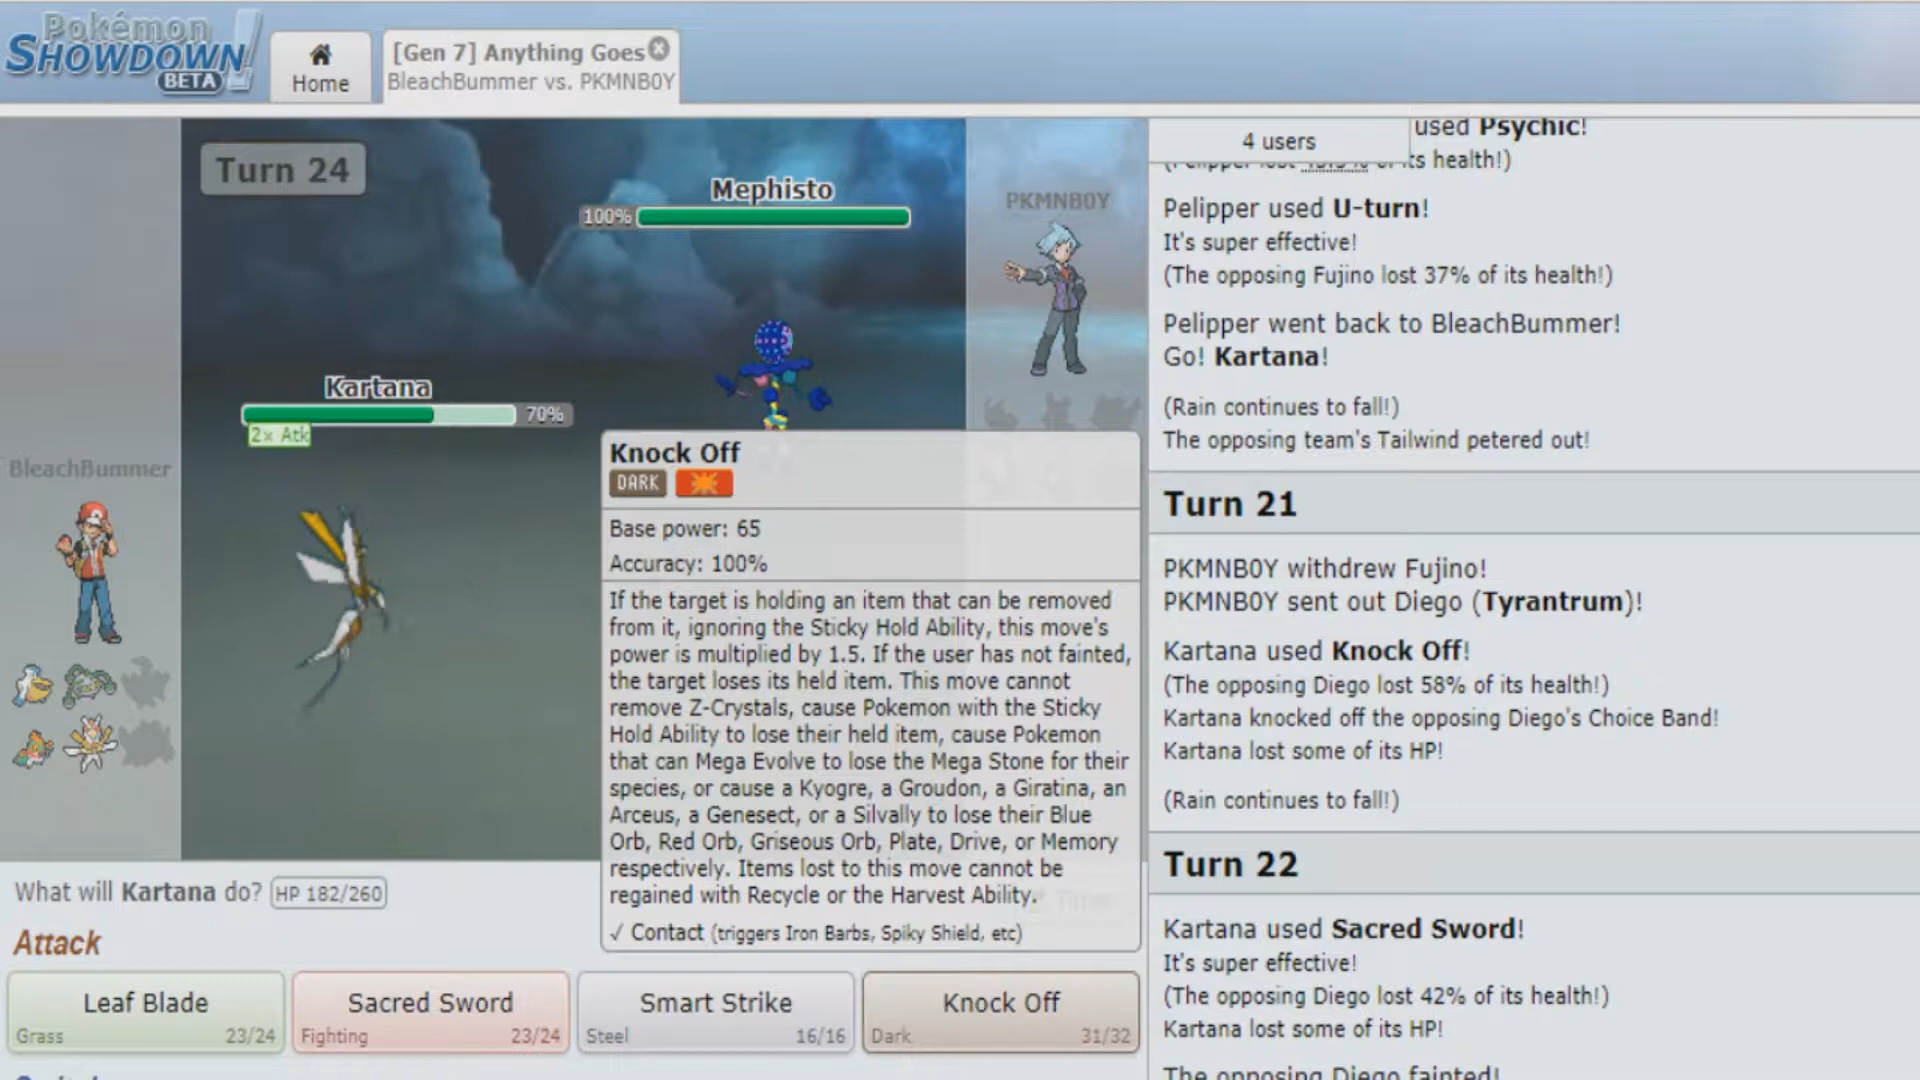 Pokémon
SHOWDOWN!
BETA
Home
[Gen 7] Anything Goes
BleachBummer vs. PKMNB0Y
Turn 24
Mephisto
100%
Kartana
70%
2x Atk
PKMNB0Y
BleachBummer
Knock Off
DARK
Base power: 65
Accuracy: 100%
If the target is holding an item that can be removed
from it, ignoring the Sticky Hold Ability, this move's
power is multiplied by 1.5. If the user has not fainted,
the target loses its held item. This move cannot
remove Z-Crystals, cause Pokemon with the Sticky
Hold Ability to lose their held item, cause Pokemon
that can Mega Evolve to lose the Mega Stone for their
species, or cause a Kyogre, a Groudon, a Giratina, an
Arceus, a Genesect, or a Silvally to lose their Blue
Orb, Red Orb, Griseous Orb, Plate, Drive, or Memory
respectively. Items lost to this move cannot be
regained with Recycle or the Harvest Ability.
✓ Contact (triggers Iron Barbs, Spiky Shield, etc)
What will Kartana do? HP 182/260
Timer
Attack
Leaf Blade
Grass 23/24
Sacred Sword
Fighting 23/24
Smart Strike
Steel 16/16
Knock Off
Dark 31/32
4 users
used Psychic!
its health!)
Pelipper used U-turn!
It's super effective!
(The opposing Fujino lost 37% of its health!)
Pelipper went back to BleachBummer!
Go! Kartana!
(Rain continues to fall!)
The opposing team's Tailwind petered out!
Turn 21
PKMNB0Y withdrew Fujino!
PKMNB0Y sent out Diego (Tyrantrum)!
Kartana used Knock Off!
(The opposing Diego lost 58% of its health!)
Kartana knocked off the opposing Diego's Choice Band!
Kartana lost some of its HP!
(Rain continues to fall!)
Turn 22
Kartana used Sacred Sword!
It's super effective!
(The opposing Diego lost 42% of its health!)
Kartana lost some of its HP!
The opposing Diego fainted!